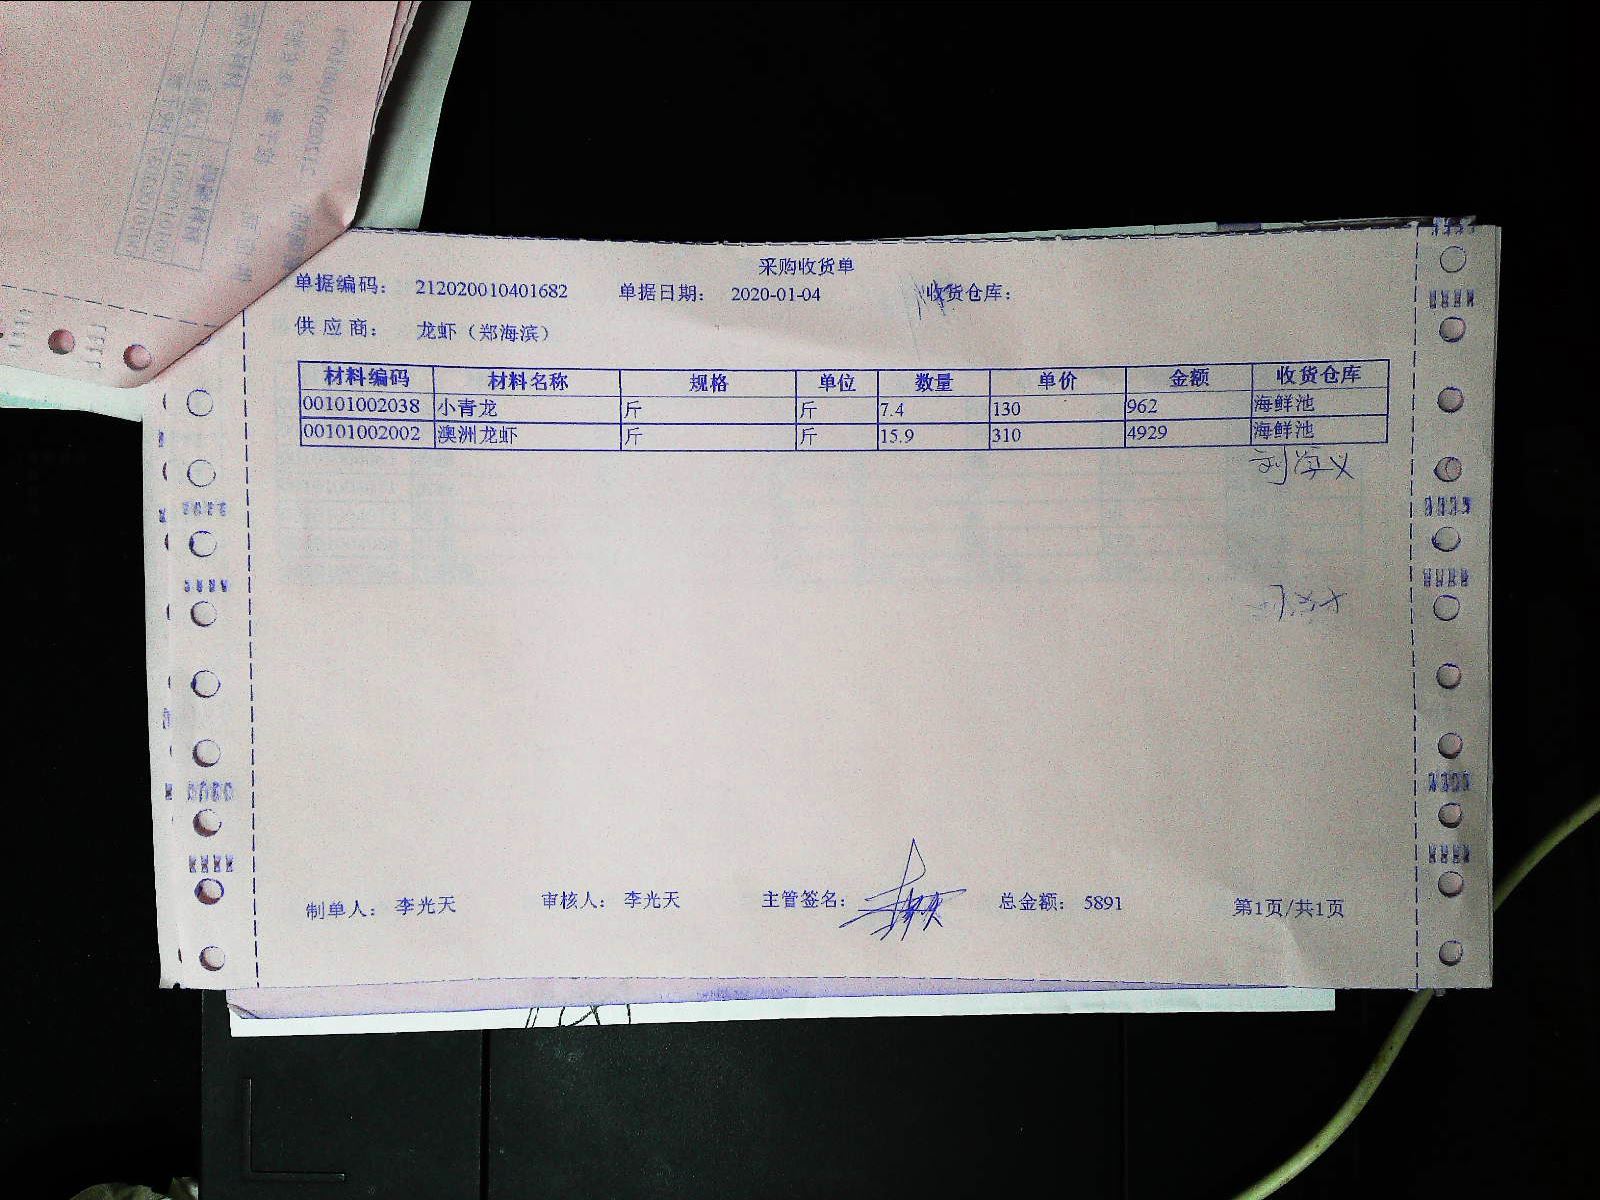 采购收货单
单据编码： 212020010401682 单据日期： 2020-01-04 收货仓库：
供 应 商： 龙虾（郑海滨）
材料编码 材料名称 规格 单位 数量 单价 金额 收货仓库
00101002038 小青龙 斤 斤 7.4 130 962 海鲜池
00101002002 澳洲龙虾 斤 斤 15.9 310 4929 海鲜池
制单人： 李光天 审核人： 李光天 主管签名： 总金额： 5891 第1页/共1页